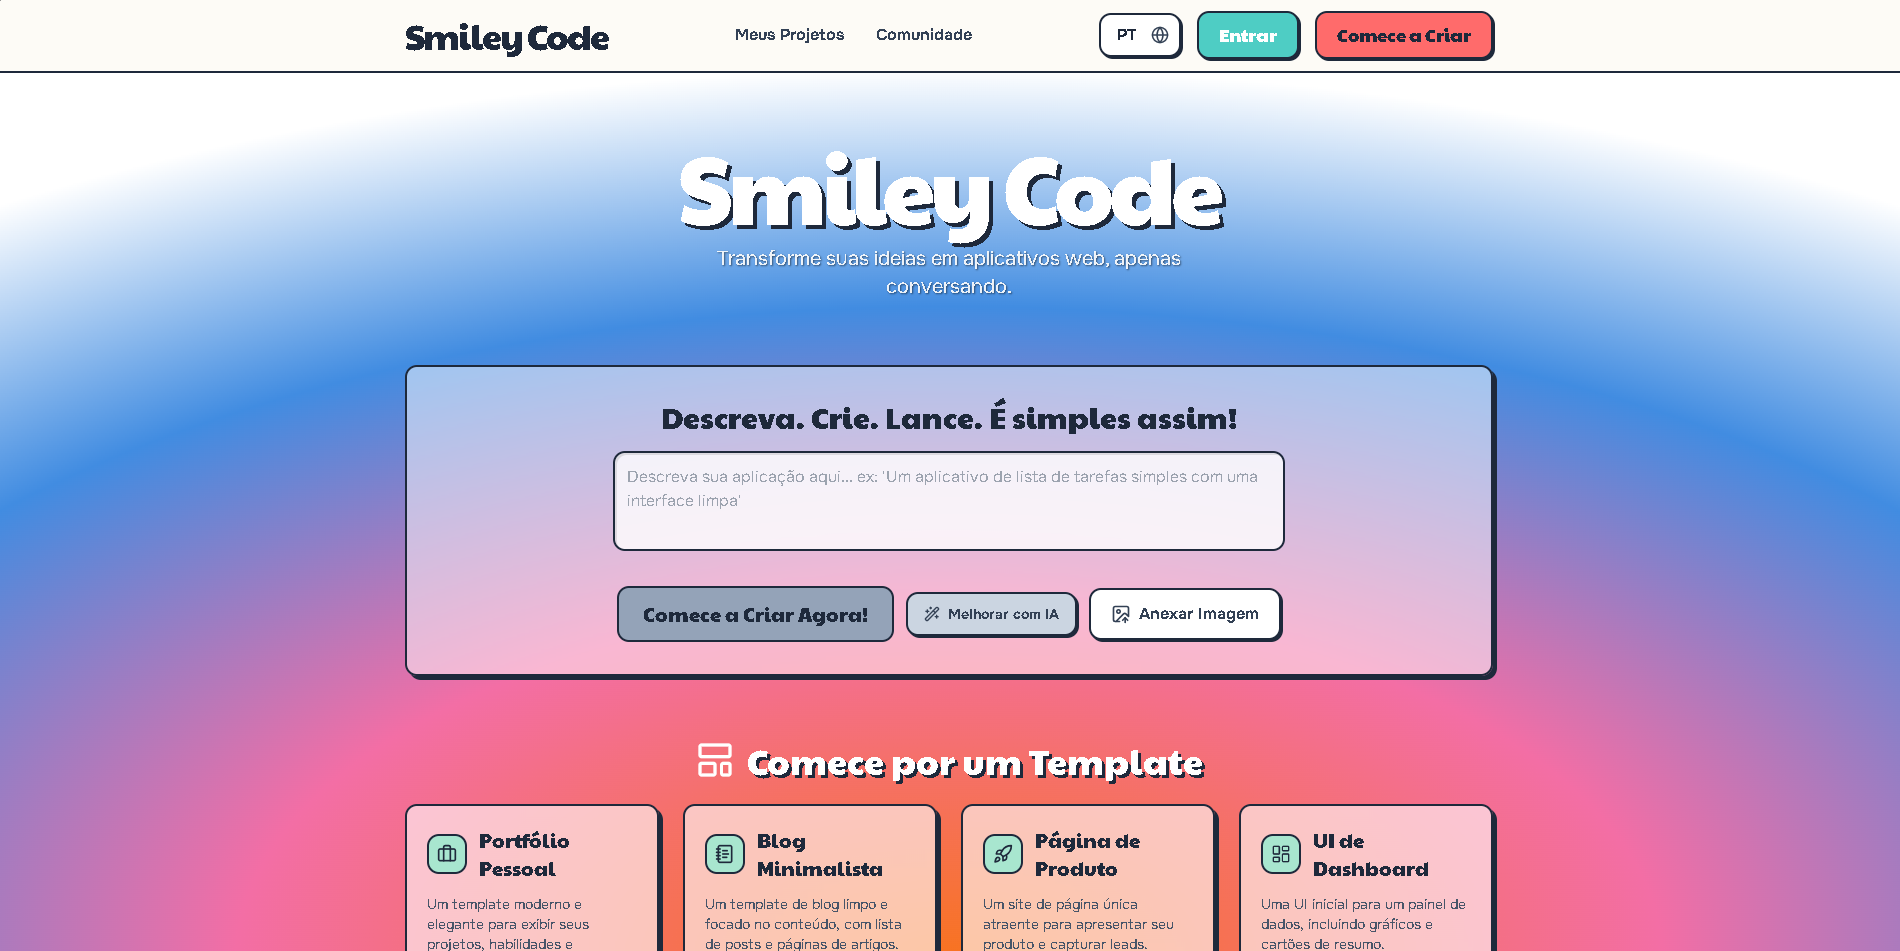 Smiley Code
Meus Projetos
Comunidade
PT
Entrar
Comece a Criar
Smiley Code
Transforme suas ideias em aplicativos web, apenas
conversando.
Descreva. Crie. Lance. É simples assim!
Descreva sua aplicação aqui... ex: 'Um aplicativo de lista de tarefas simples com uma
interface limpa'
Comece a Criar Agora!
Melhorar com IA
Anexar Imagem
Comece por um Template
Portfólio
Pessoal
Um template moderno e
elegante para exibir seus
projetos, habilidades e
Blog
Minimalista
Um template de blog limpo e
focado no conteúdo, com lista
de posts e páginas de artigos.
Página de
Produto
Um site de página única
atraente para apresentar seu
produto e capturar leads.
UI de
Dashboard
Uma UI inicial para um painel de
dados, incluindo gráficos e
cartões de resumo.